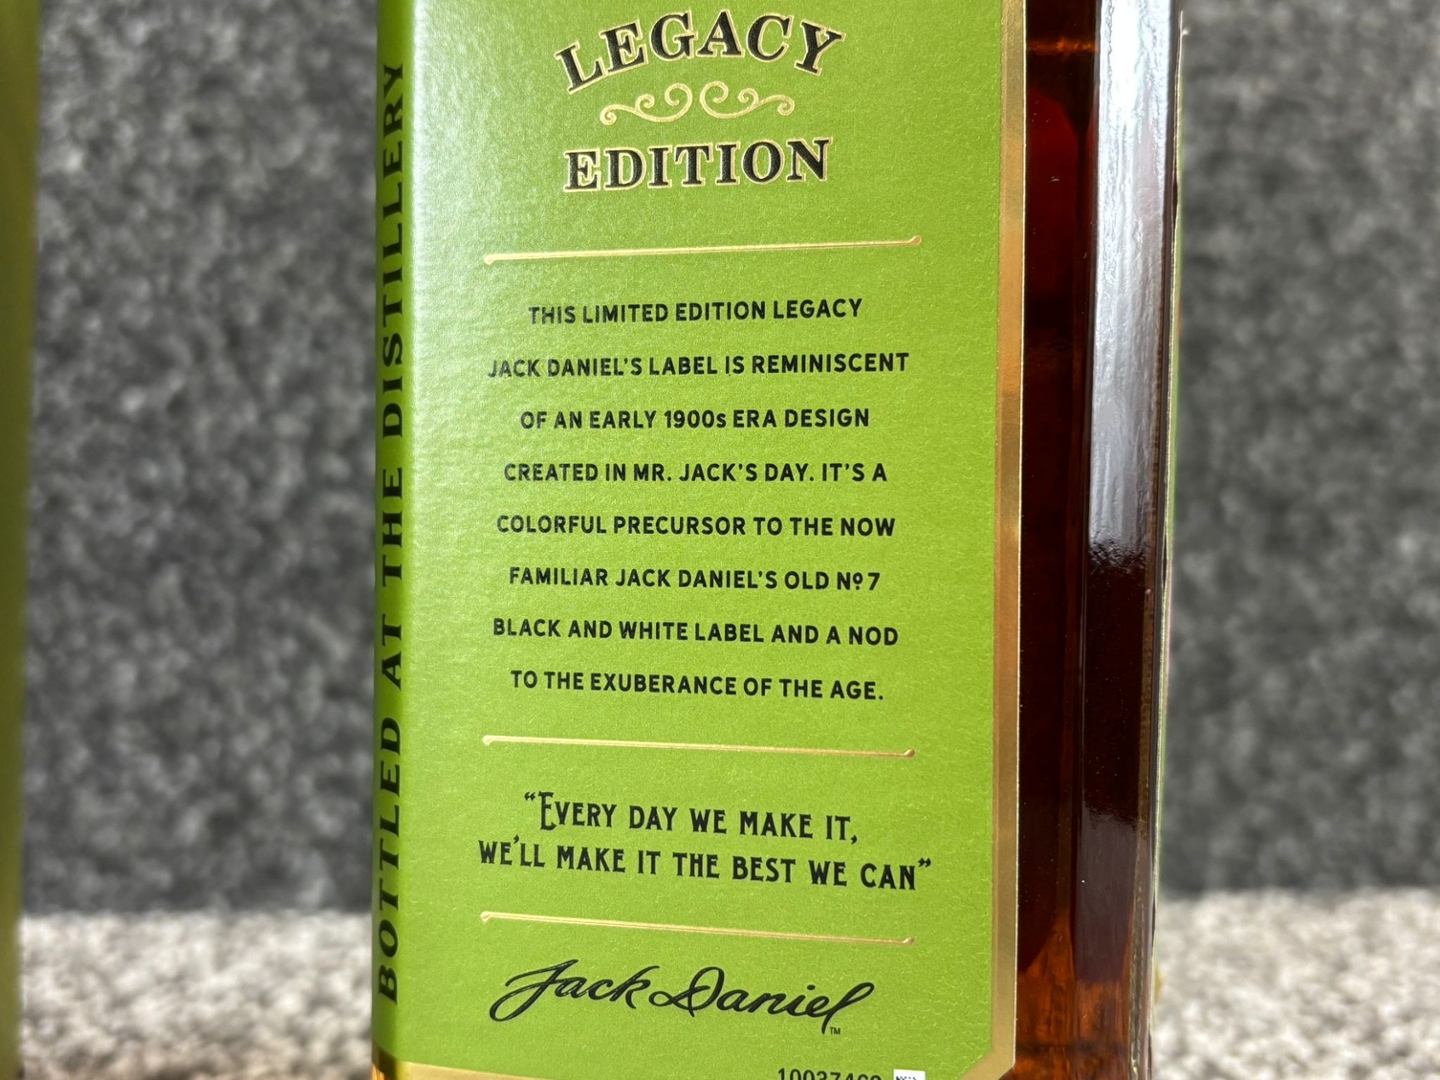 LEGACY
EDITION
THIS LIMITED EDITION LEGACY
JACK DANIEL'S LABEL IS REMINISCENT
OF AN EARLY 1900s ERA DESIGN
CREATED IN MR. JACK'S DAY. IT'S A
COLORFUL PRECURSOR TO THE NOW
FAMILIAR JACK DANIEL'S OLD Nº 7
BLACK AND WHITE LABEL AND A NOD
TO THE EXUBERANCE OF THE AGE.
“EVERY DAY WE MAKE IT,
WE'LL MAKE IT THE BEST WE CAN”
Jack Daniel™
BOTTLED AT THE DISTILLERY